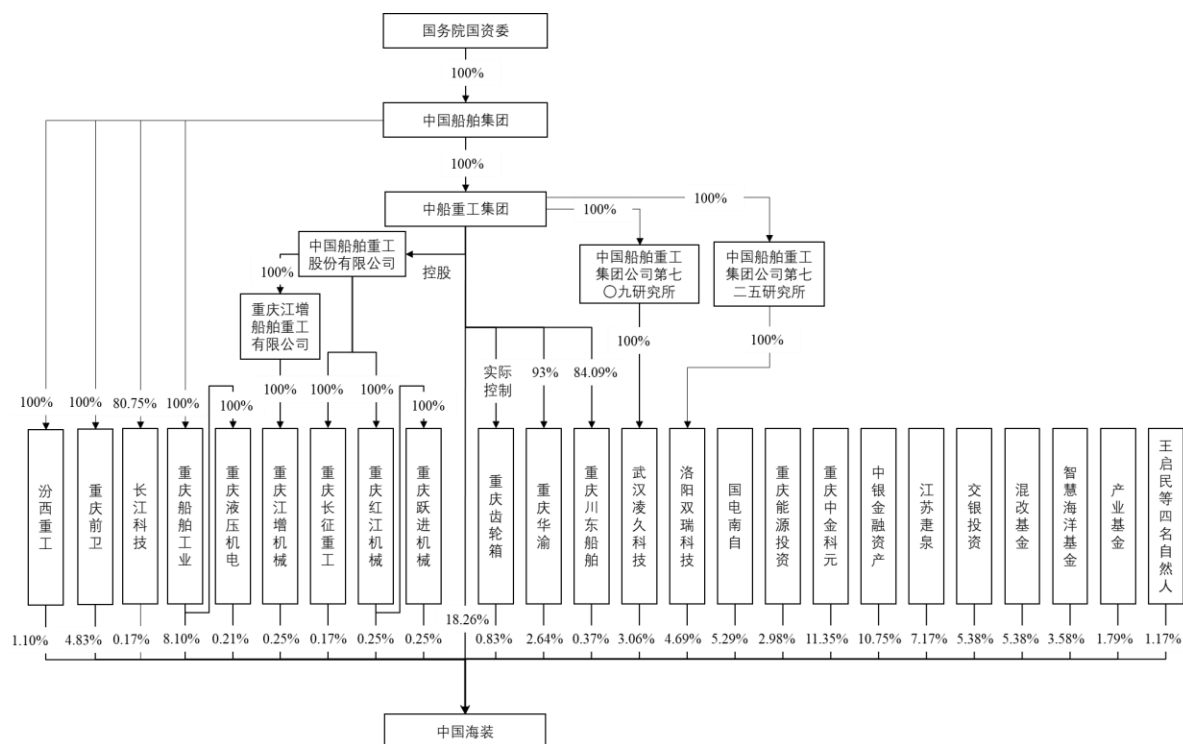 国务院国资委
100%
中国船舶集团
100%
中船重工集团
100%
100%
中国船舶重工
股份有限公司
控股
中国船舶重工
集团公司第七
〇九研究所
中国船舶重工
集团公司第七
二五研究所
100%
重庆江增
船舶重工
有限公司
100%
100%
实际
控制
93%
84.09%
100%
100%
80.75%
100%
100%
100%
100%
100%
100%
汾西重工
重庆前卫
长江科技
重庆船舶工业
重庆液压机电
重庆江增机械
重庆长征重工
重庆红江机械
重庆跃进机械
重庆齿轮箱
重庆华渝
重庆川东船舶
武汉凌久科技
洛阳双瑞科技
国电南自
重庆能源投资
重庆中金科元
中银金融资产
江苏疌泉
交银投资
混改基金
智慧海洋基金
产业基金
王启民等四名自然人
1.10%
4.83%
0.17%
8.10%
0.21%
0.25%
0.17%
0.25%
0.25%
18.26%
0.83%
2.64%
0.37%
3.06%
4.69%
5.29%
2.98%
11.35%
10.75%
7.17%
5.38%
5.38%
3.58%
1.79%
1.17%
中国海装